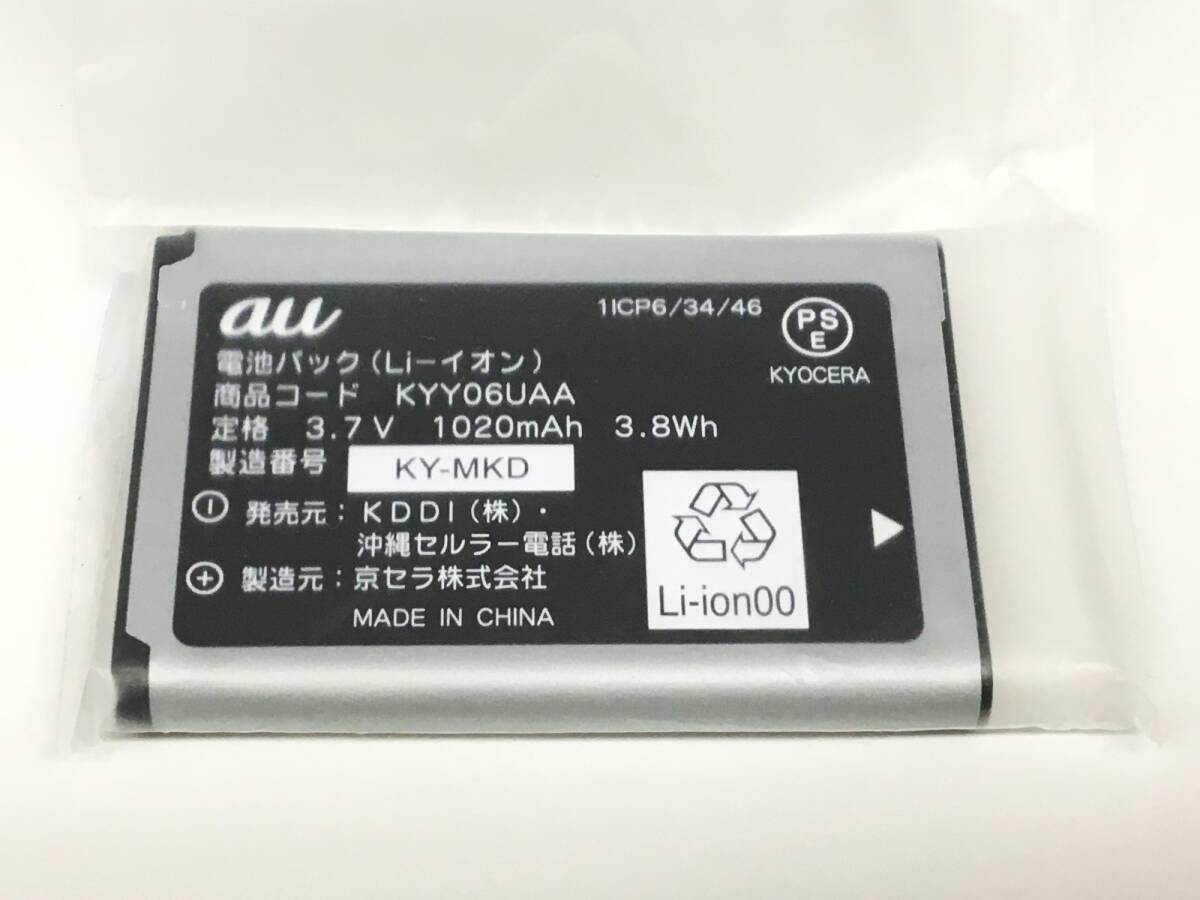 au
1ICP6/34/46
PS
E
KYOCERA
電池パック(Li-イオン)
商品コード KYY06UAA
定格 3.7V 1020mAh 3.8Wh
製造番号 KY-MKD
発売元:KDDI(株)・
沖縄セルラー電話(株)
製造元:京セラ株式会社
MADE IN CHINA
Li-ion00